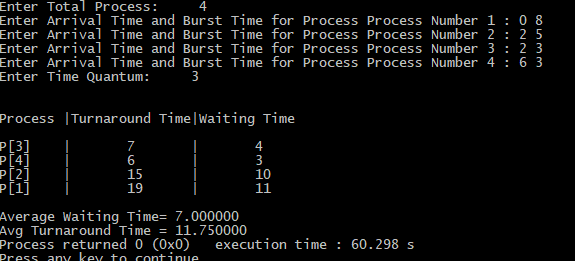 Enter Total Process: 4
Enter Arrival Time and Burst Time for Process Process Number 1 : 0 8
Enter Arrival Time and Burst Time for Process Process Number 2 : 2 5
Enter Arrival Time and Burst Time for Process Process Number 3 : 2 3
Enter Arrival Time and Burst Time for Process Process Number 4 : 6 3
Enter Time Quantum: 3
Process |Turnaround Time|Waiting Time
P[3] | 7 | 4
P[4] | 6 | 3
P[2] | 15 | 10
P[1] | 19 | 11
Average Waiting Time= 7.000000
Avg Turnaround Time = 11.750000
Process returned 0 (0x0) execution time : 60.298 s
Press any key to continue